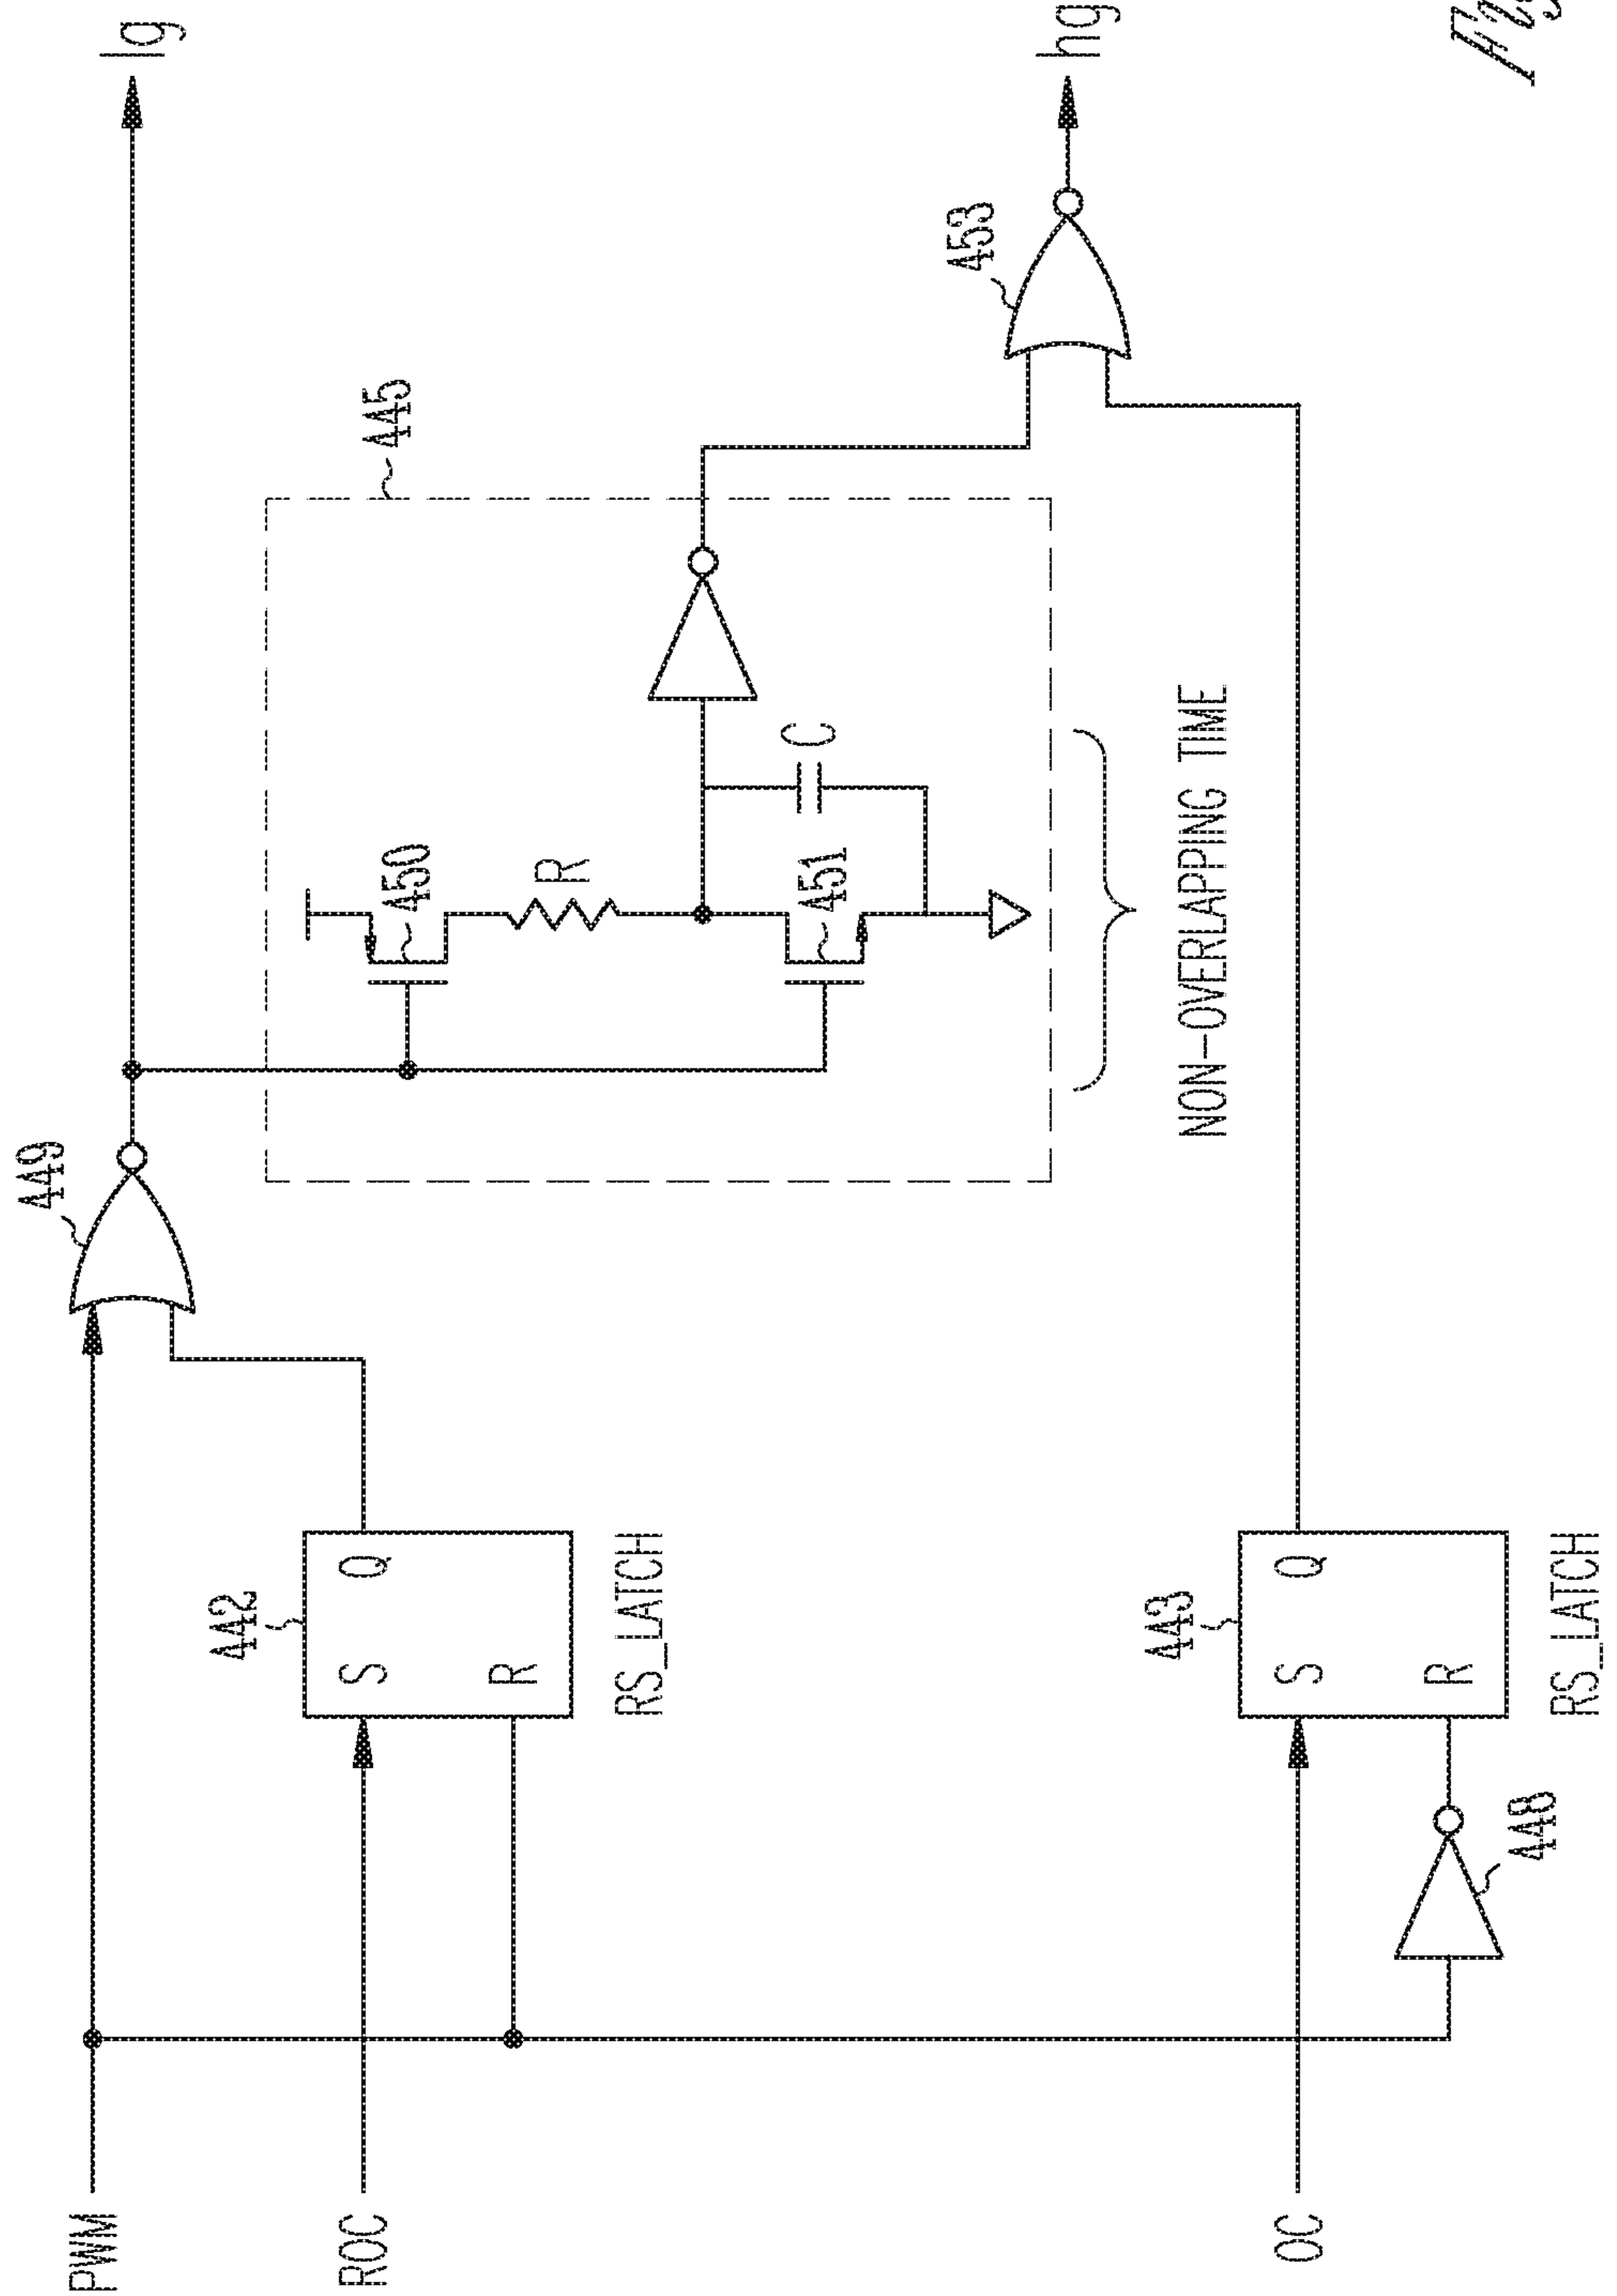 PWM
ROC
OC
442
S
Q
R
RS_LATCH
443
S
Q
R
RS_LATCH
448
449
445
450
R
451
C
NON-OVERLAPPING TIME
453
lg
hg